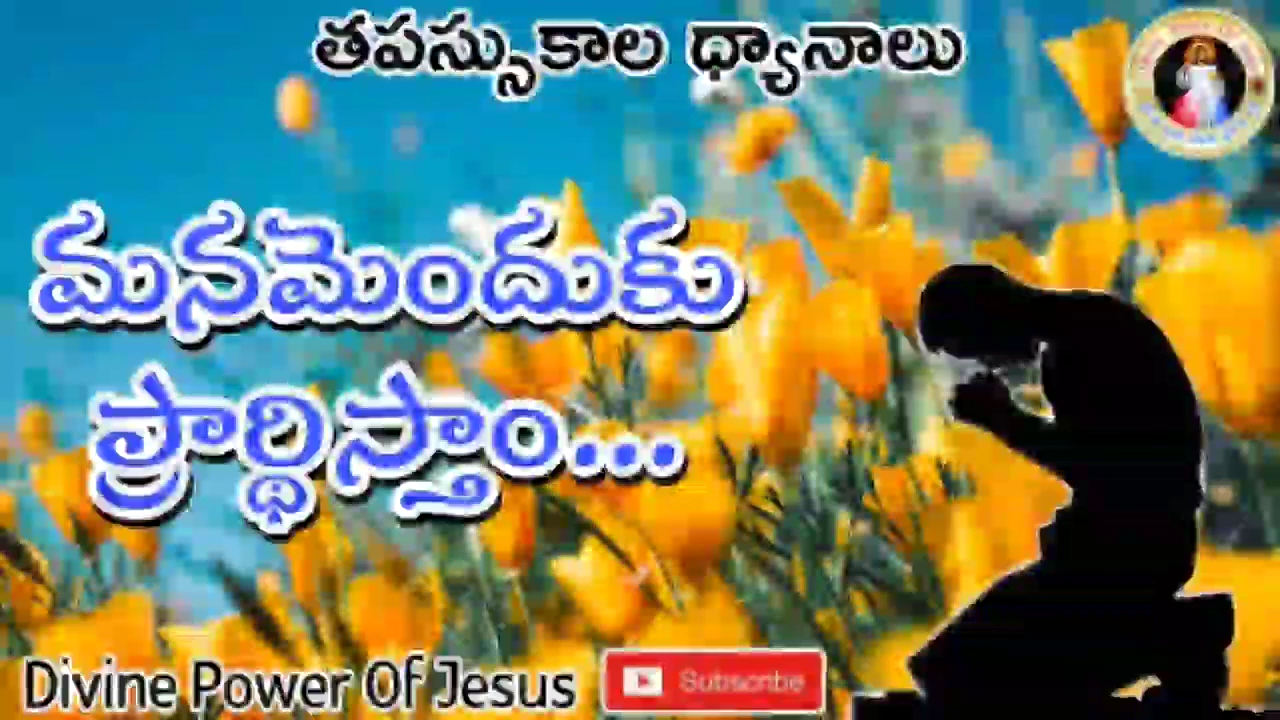 తపస్సుకాల ధ్యానాలు
మనమెందుకు
ప్రార్థిస్తాం...
Divine Power Of Jesus
Subscribe